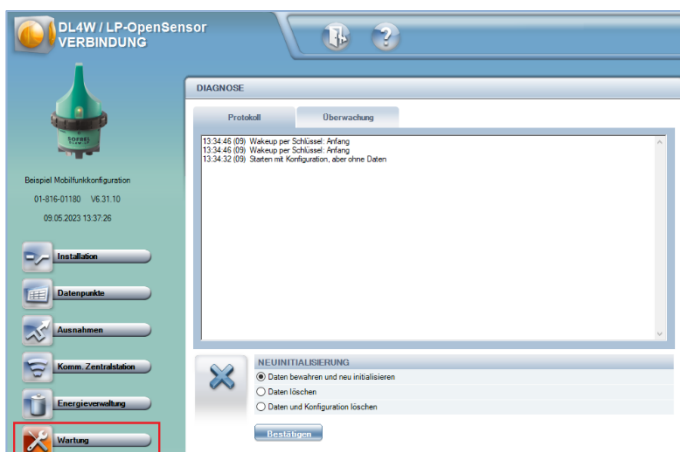 DL4W / LP-OpenSensor
VERBINDUNG
Beispiel Mobilfunkkonfiguration
01-816-01180 V6.31.10
09.05.2023 13:37:26
Installation
Datenpunkte
Ausnahmen
Komm. Zentralstation
Energieverwaltung
Wartung
DIAGNOSE
Protokoll Überwachung
13:34:46 (09) Wakeup per Schlüssel: Anfang
13:34:46 (09) Wakeup per Schlüssel: Anfang
13:34:32 (09) Starten mit Konfiguration, aber ohne Daten
NEUINITIALISIERUNG
Daten bewahren und neu initialisieren
Daten löschen
Daten und Konfiguration löschen
Bestätigen